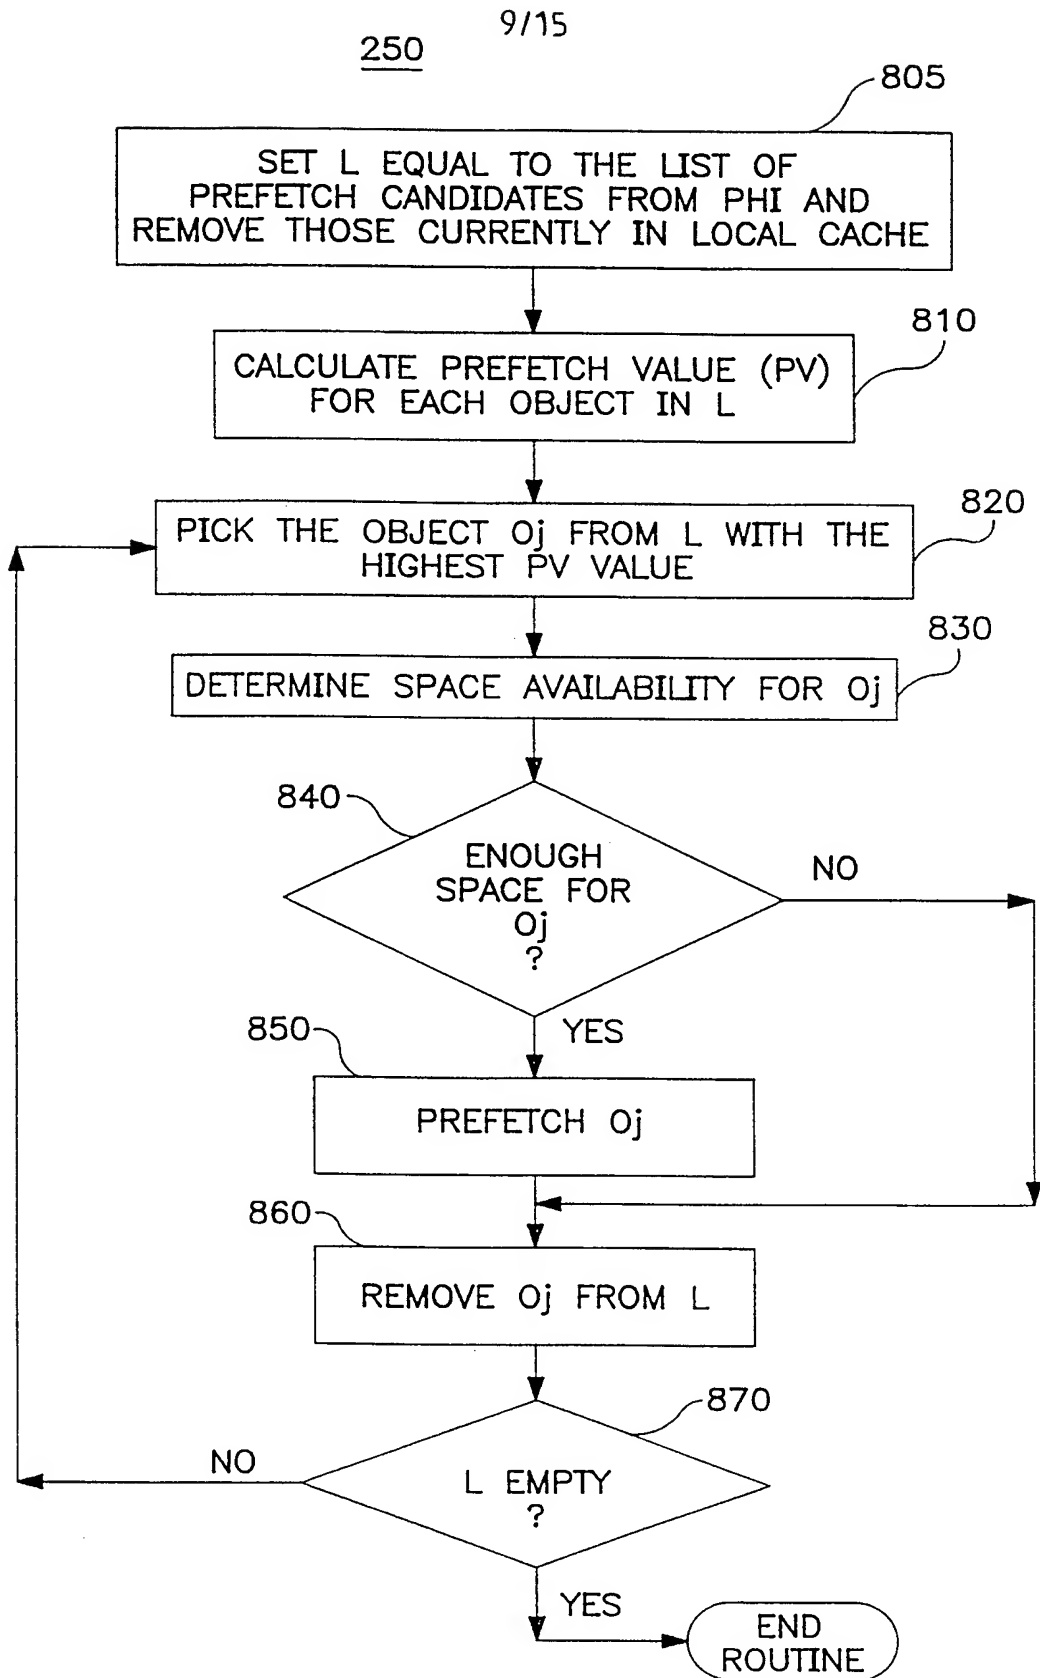 9/15
250
805
SET L EQUAL TO THE LIST OF
PREFETCH CANDIDATES FROM PHI AND
REMOVE THOSE CURRENTLY IN LOCAL CACHE
810
CALCULATE PREFETCH VALUE (PV)
FOR EACH OBJECT IN L
820
PICK THE OBJECT Oj FROM L WITH THE
HIGHEST PV VALUE
830
DETERMINE SPACE AVAILABILITY FOR Oj
840
ENOUGH
SPACE FOR
Oj
?
NO
YES
850
PREFETCH Oj
860
REMOVE Oj FROM L
870
L EMPTY
?
NO
YES
END
ROUTINE